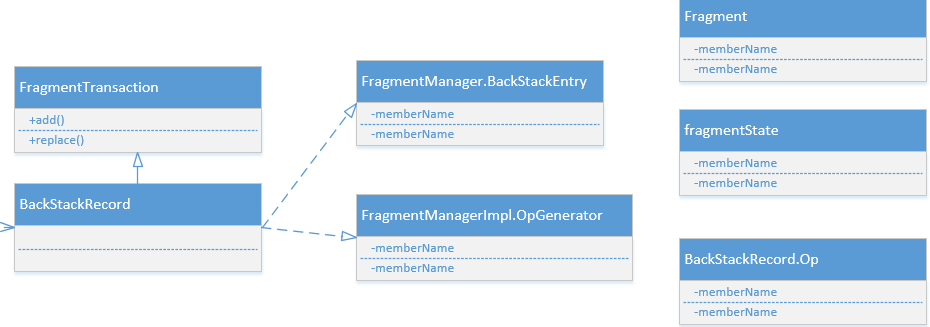 FragmentTransaction
+add()
+replace()
BackStackRecord
FragmentManager.BackStackEntry
-memberName
-memberName
FragmentManagerImpl.OpGenerator
-memberName
-memberName
Fragment
-memberName
-memberName
fragmentState
-memberName
-memberName
BackStackRecord.Op
-memberName
-memberName